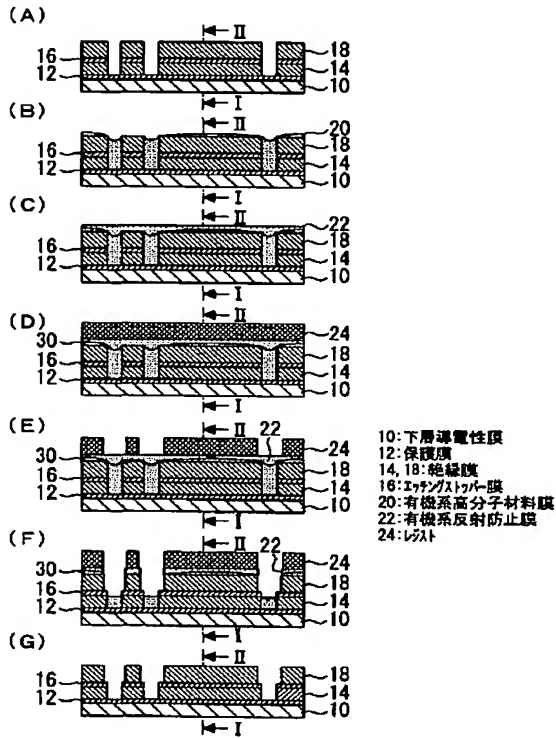 (A)
II
16
12
18
14
10
I
(B)
II
16
12
20
18
14
10
I
(C)
II
16
12
22
18
14
10
I
(D)
II
30
16
12
24
18
14
10
I
(E)
II
22
30
16
12
24
18
14
10
I
(F)
II
22
30
16
12
24
18
14
10
I
(G)
II
16
12
18
14
10
I
10:下層導電性膜
12:保護膜
14,18:絶縁膜
16:エッチングストッパー膜
20:有機系高分子材料膜
22:有機系反射防止膜
24:レジスト